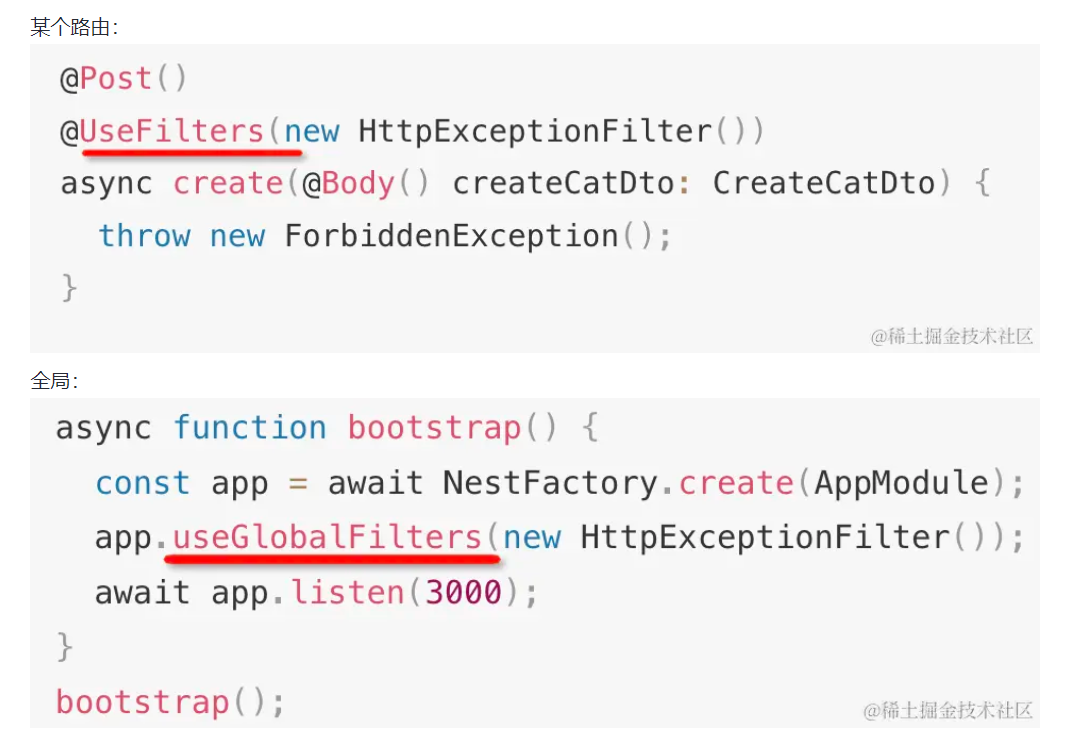 某个路由：
@Post()
@UseFilters(new HttpExceptionFilter())
async create(@Body() createCatDto: CreateCatDto) {
  throw new ForbiddenException();
}
@稀土掘金技术社区
全局：
async function bootstrap() {
  const app = await NestFactory.create(AppModule);
  app.useGlobalFilters(new HttpExceptionFilter());
  await app.listen(3000);
}
bootstrap();
@稀土掘金技术社区